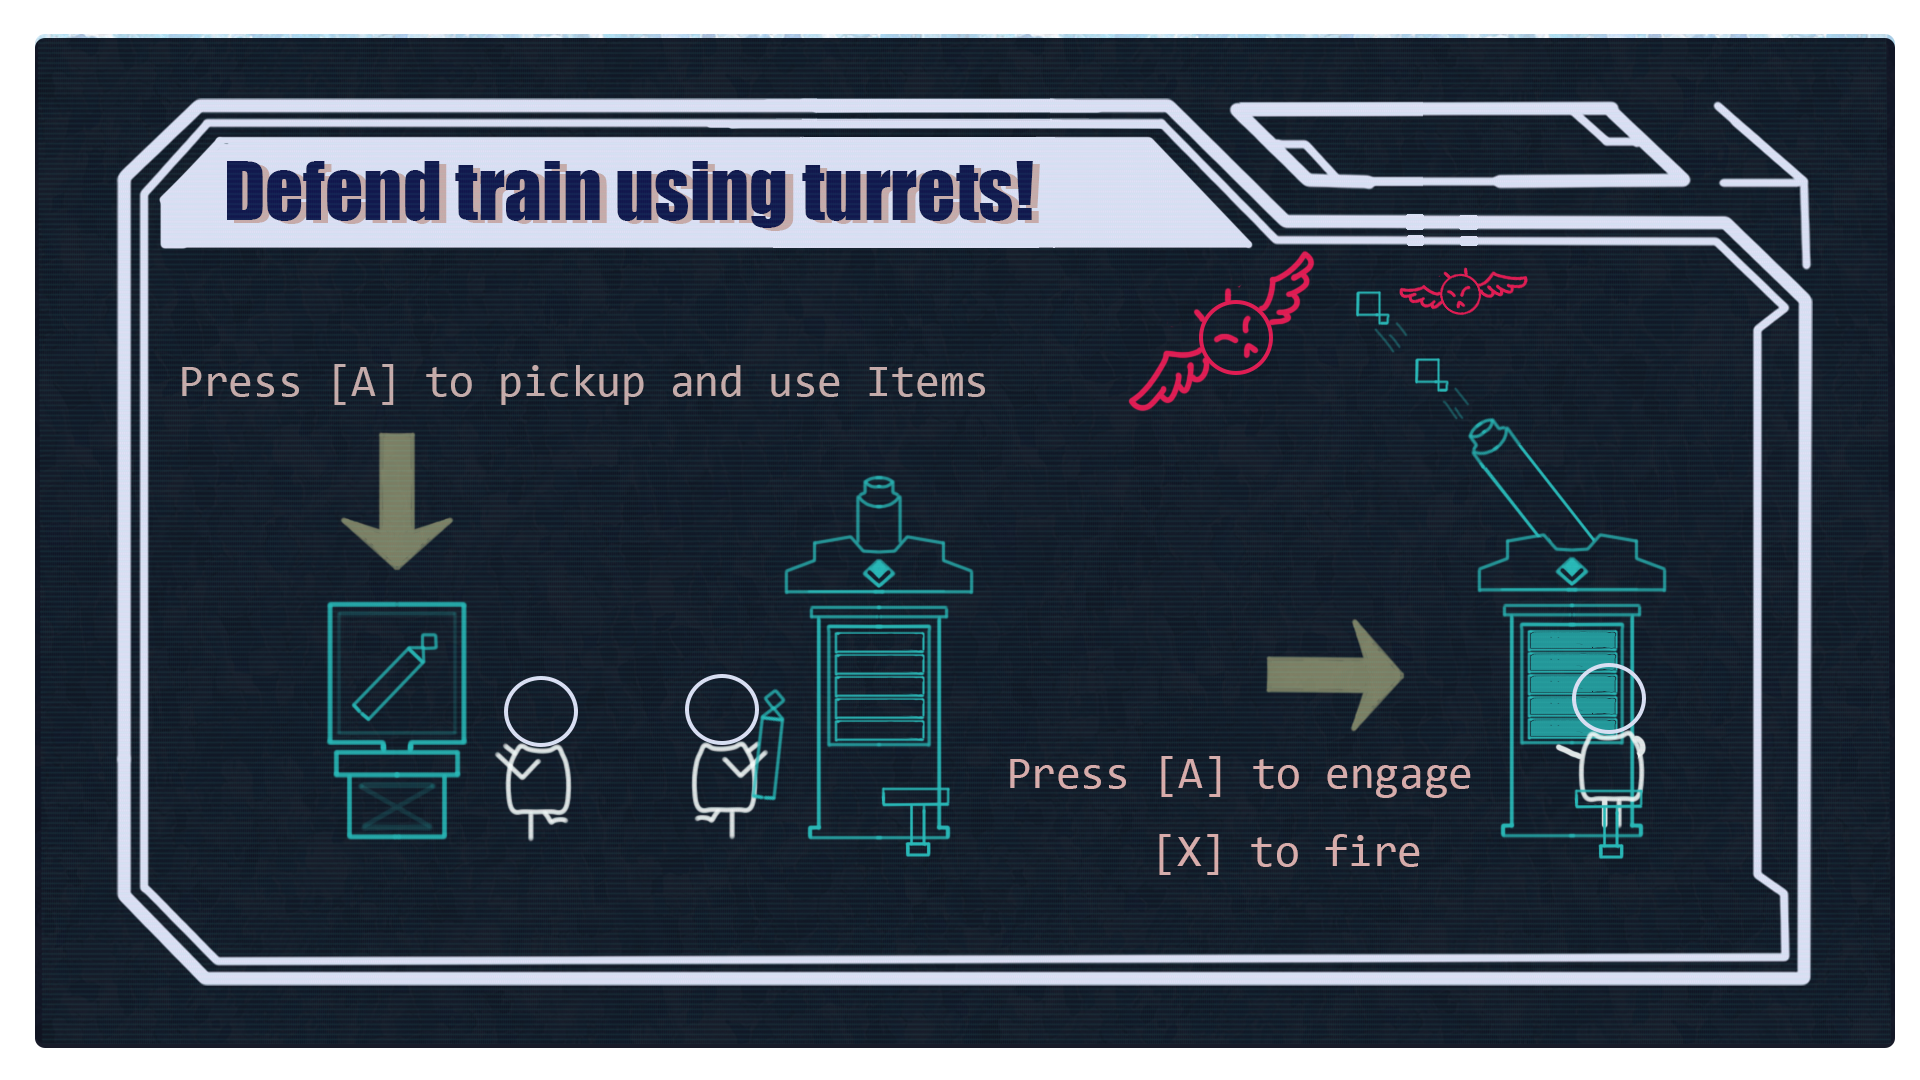 Defend train using turrets!
Press [A] to pickup and use Items
Press [A] to engage
[X] to fire